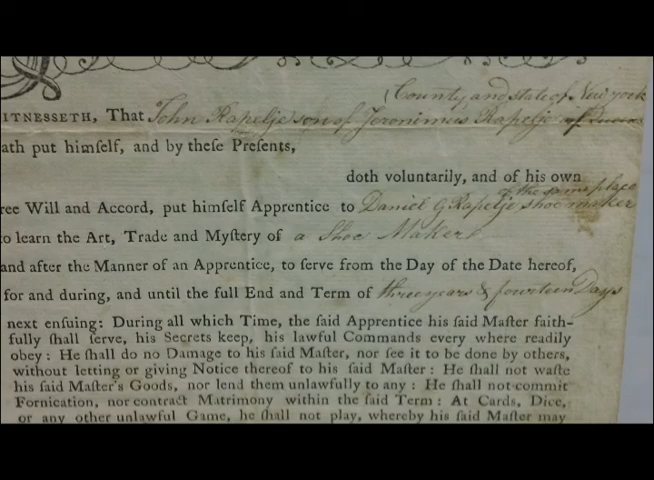 County and state of New york
ITNESSETH, That John Rapelje son of Jeronimus Rapelje of
ath put himſelf, and by theſe Preſents,
doth voluntarily, and of his own
of the same place
ree Will and Accord, put himſelf Apprentice to Daniel G Rapelje shoe maker
to learn the Art, Trade and Myſtery of a Shoe Maker
and after the Manner of an Apprentice, to ſerve from the Day of the Date hereof,
for and during, and until the full End and Term of three years & fourteen Days
next enſuing: During all which Time, the ſaid Apprentice his ſaid Maſter faith-
fully ſhall ſerve, his Secrets keep, his lawful Commands every where readily
obey: He ſhall do no Damage to his ſaid Maſter, nor ſee it to be done by others,
without letting or giving Notice thereof to his ſaid Maſter: He ſhall not waſte
his ſaid Maſter's Goods, nor lend them unlawfully to any: He ſhall not commit
Fornication, nor contract Matrimony within the ſaid Term: At Cards, Dice,
or any other unlawful Game, he ſhall not play, whereby his ſaid Maſter may